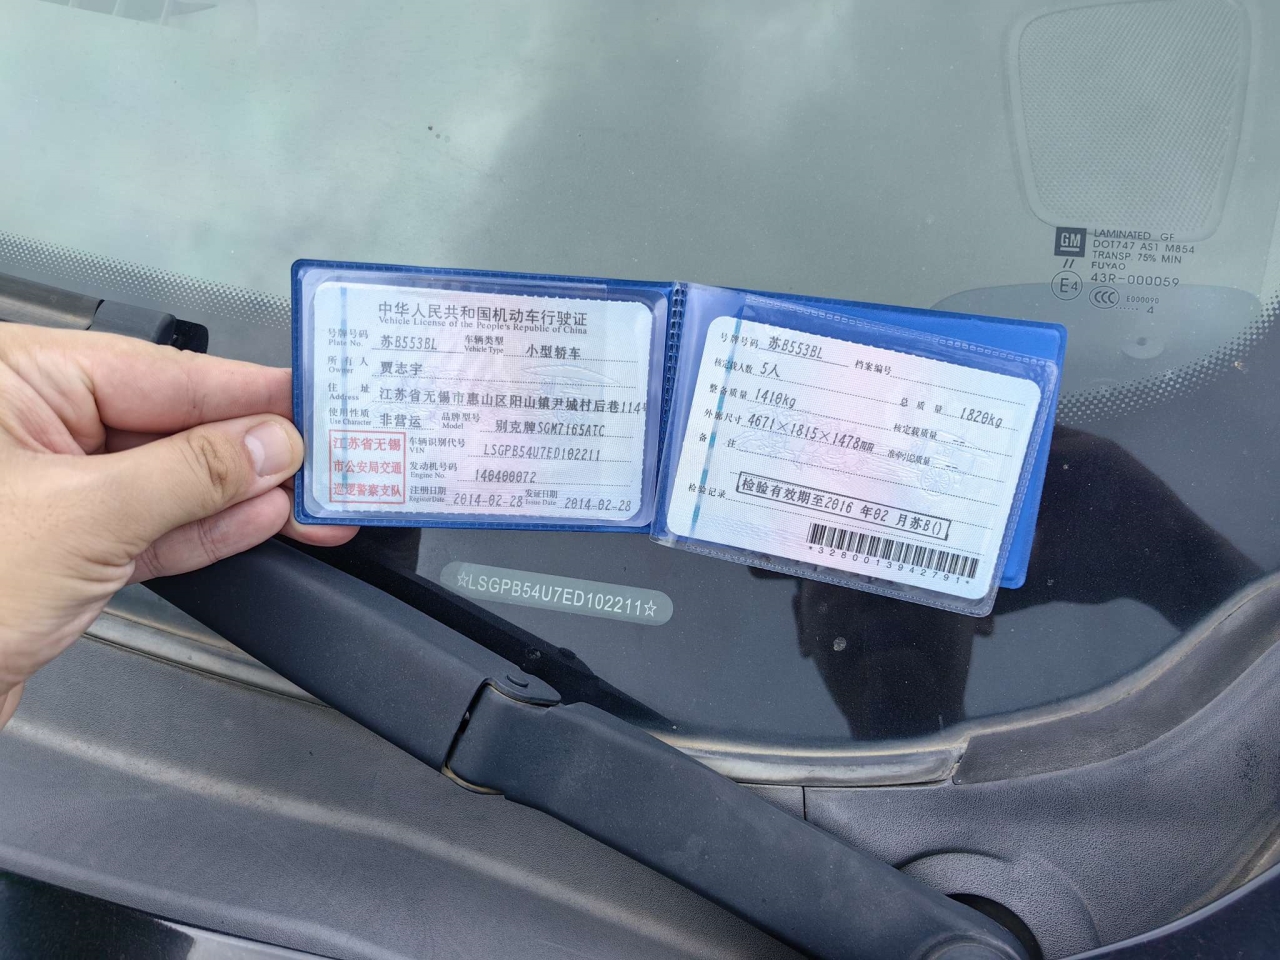 中华人民共和国机动车行驶证
Vehicle License of the People's Republic of China
号牌号码 苏B553BL 车辆类型 小型轿车
Plate No. Vehicle Type
所有人 贾志宇
Owner
住址 江苏省无锡市惠山区阳山镇尹城村后巷114号
Address
使用性质 非营运 品牌型号 别克牌SGM7165ATC
Use Character Model
江苏省无锡
市公安局交通
巡逻警察支队
车辆识别代号 LSGPB54U7ED102211
VIN
发动机号码 140400072
Engine No.
注册日期 2014-02-28 发证日期 2014-02-28
Register Date Issue Date
号牌号码 苏B553BL 档案编号
核定载人数 5人 总质量 1820kg
整备质量 1410kg 核定载质量 --
外廓尺寸 4671×1815×1478mm 准牵引总质量 --
备注
检验记录 检验有效期至2016 年02 月苏B()
*3280013942791*
☆LSGPB54U7ED102211☆
GM
LAMINATED GF
DOT747 AS1 M854
TRANSP. 75% MIN
FUYAO
// 43R-000059
E4 CCC E000090
4